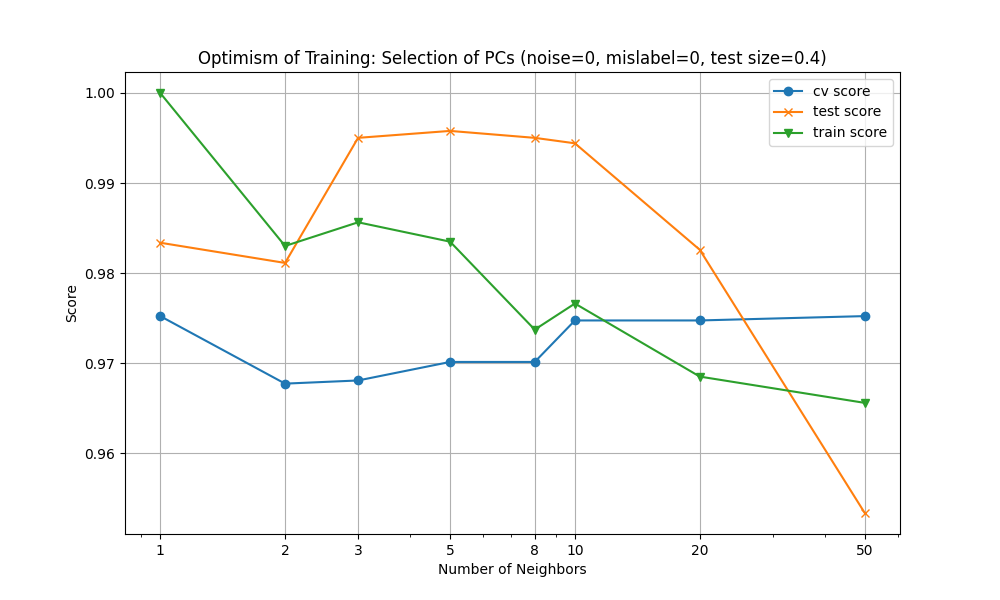 Optimism of Training: Selection of PCs (noise=0, mislabel=0, test size=0.4)
cv score
test score
train score
1.00
0.99
0.98
0.97
0.96
Score
1 2 3 5 8 10 20 50
Number of Neighbors